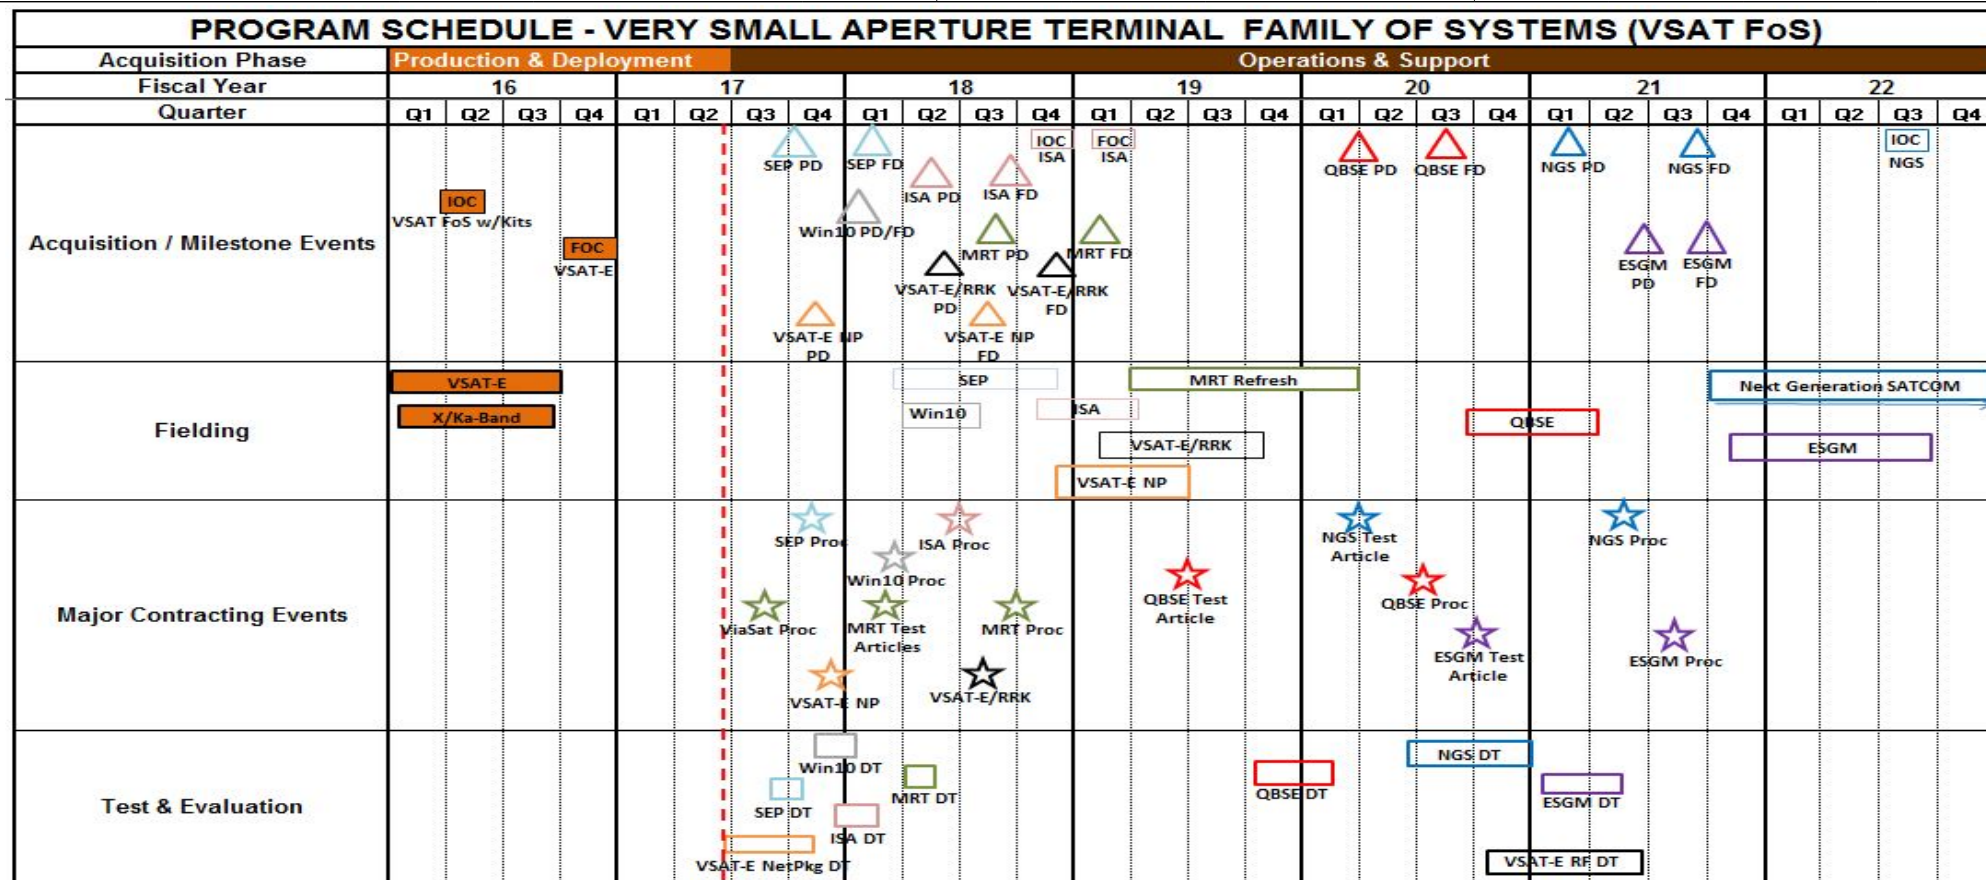 PROGRAM SCHEDULE - VERY SMALL APERTURE TERMINAL FAMILY OF SYSTEMS (VSAT FoS)
Acquisition Phase Production & Deployment Operations & Support
Fiscal Year 16 17 18 19 20 21 22
Quarter Q1 Q2 Q3 Q4 Q1 Q2 Q3 Q4 Q1 Q2 Q3 Q4 Q1 Q2 Q3 Q4 Q1 Q2 Q3 Q4 Q1 Q2 Q3 Q4 Q1 Q2 Q3 Q4
Acquisition / Milestone Events
IOC
VSAT FoS w/Kits
FOC
VSAT-E
SEP PD
SEP FD
ISA PD
ISA FD
IOC
ISA
FOC
ISA
Win10 PD/FD
MRT PD
MRT FD
VSAT-E/RRK
PD
VSAT-E/RRK
FD
VSAT-E NP
PD
VSAT-E NP
FD
QBSE PD
QBSE FD
NGS PD
NGS FD
IOC
NGS
ESGM
PD
ESGM
FD
Fielding
VSAT-E
X/Ka-Band
SEP
Win10
ISA
MRT Refresh
VSAT-E/RRK
VSAT-E NP
QBSE
Next Generation SATCOM
ESGM
Major Contracting Events
SEP Proc
ISA Proc
Win10 Proc
ViaSat Proc
MRT Test
Articles
MRT Proc
VSAT-E NP
VSAT-E/RRK
QBSE Test
Article
NGS Test
Article
QBSE Proc
ESGM Test
Article
NGS Proc
ESGM Proc
Test & Evaluation
Win10 DT
SEP DT
MRT DT
ISA DT
VSAT-E NetPkg DT
QBSE DT
NGS DT
ESGM DT
VSAT-E RF DT